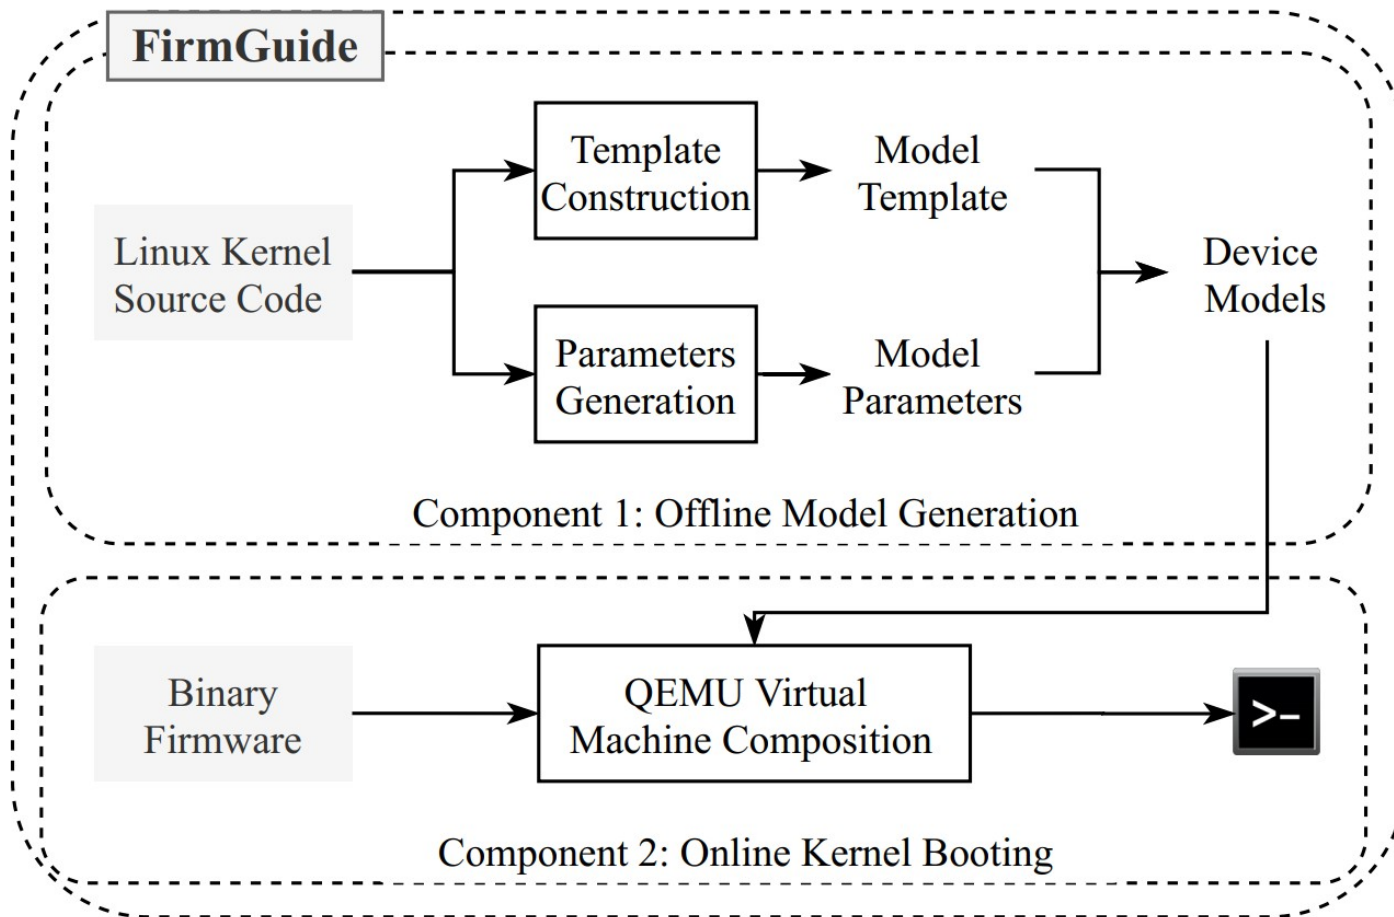 FirmGuide
Template
Construction
Model
Template
Linux Kernel
Source Code
Device
Models
Parameters
Generation
Model
Parameters
Component 1: Offline Model Generation
Binary
Firmware
QEMU Virtual
Machine Composition
>-
Component 2: Online Kernel Booting